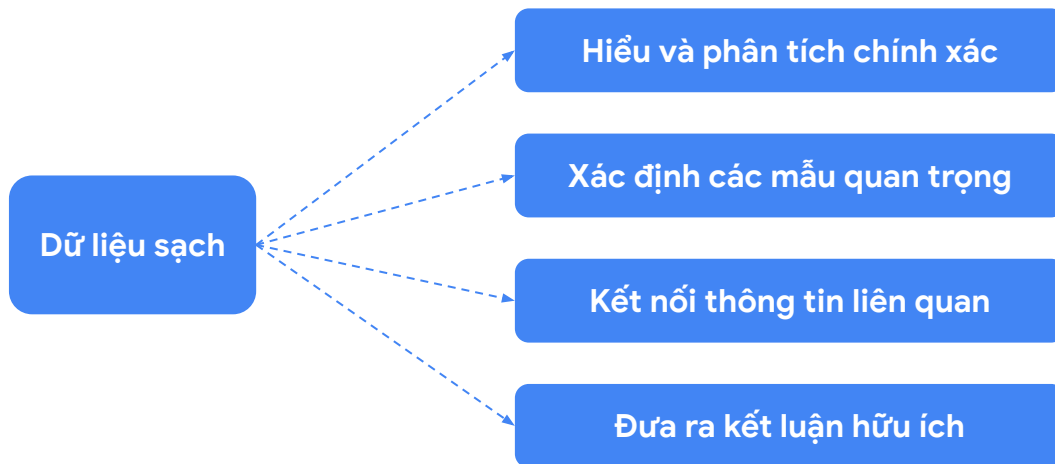 Hiểu và phân tích chính xác
Xác định các mẫu quan trọng
Dữ liệu sạch
Kết nối thông tin liên quan
Đưa ra kết luận hữu ích